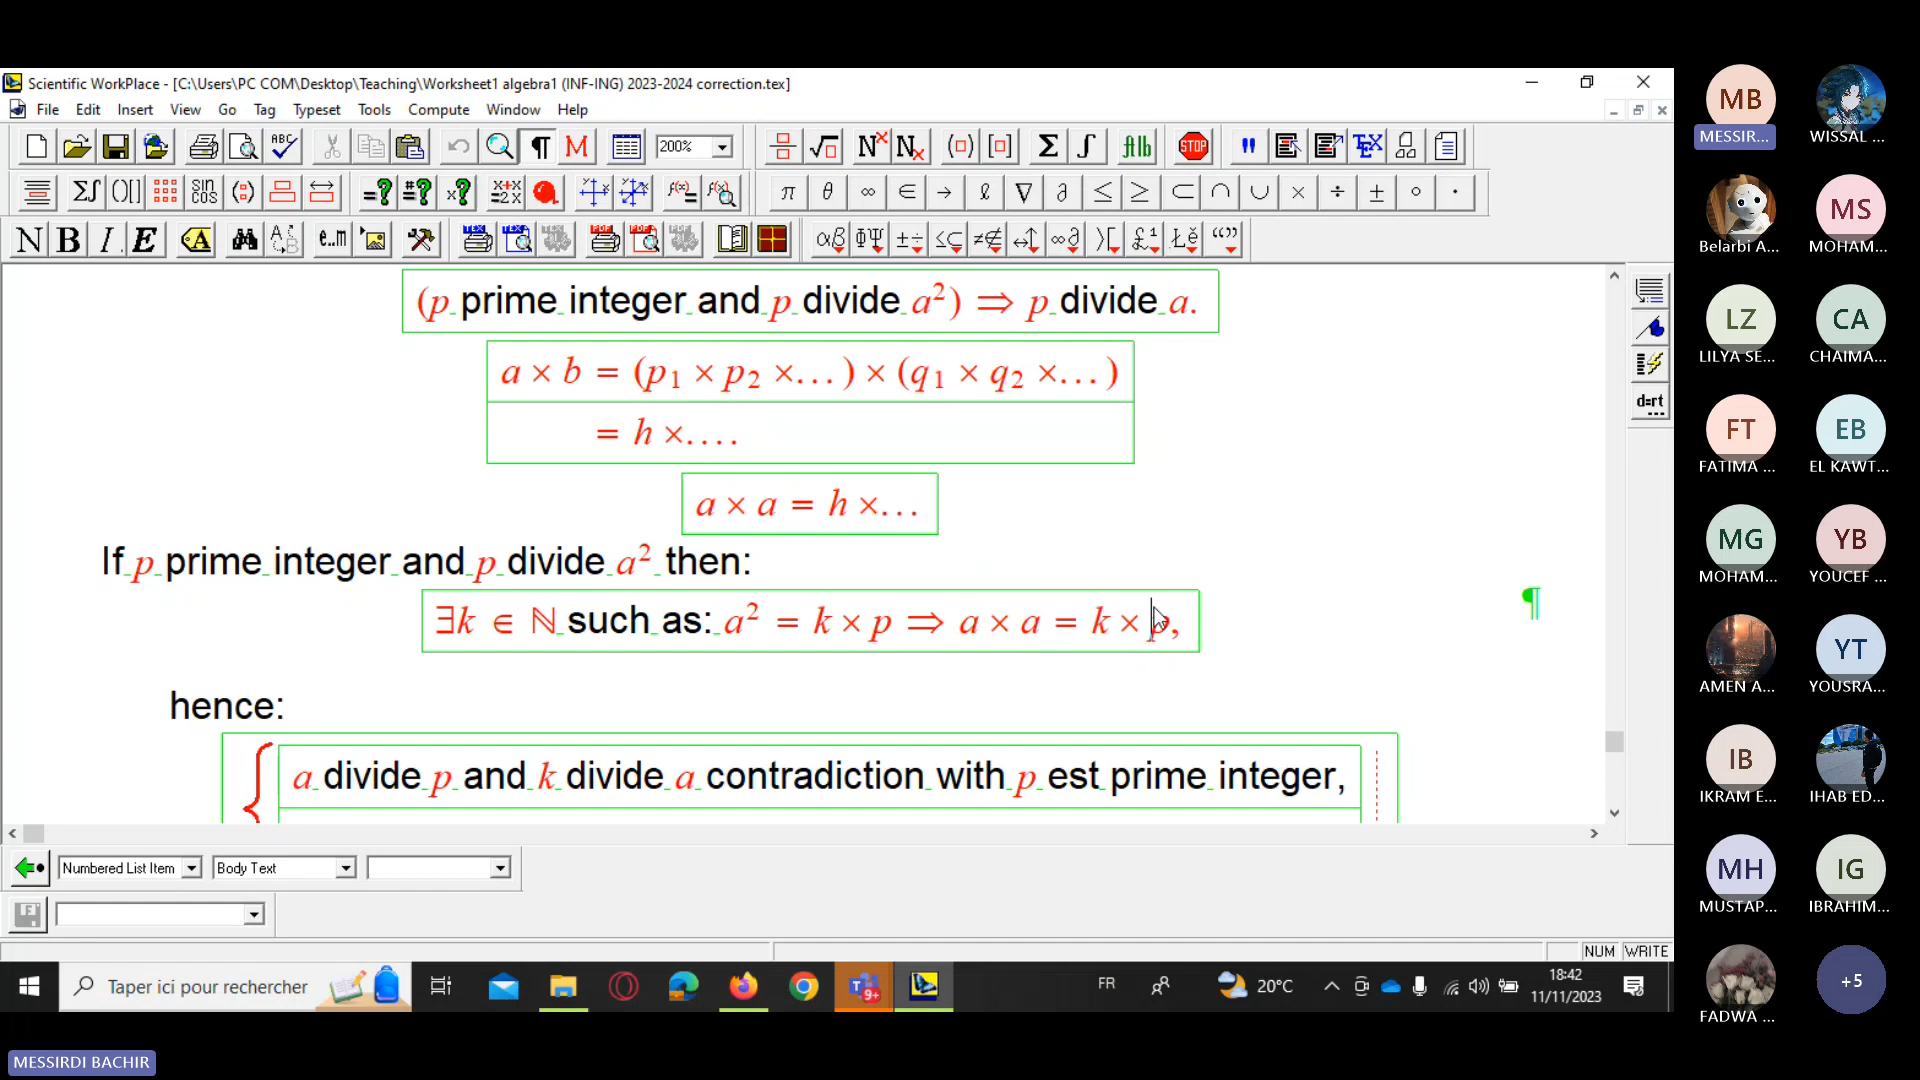 Scientific WorkPlace - [C:\Users\PC COM\Desktop\Teaching\Worksheet1 algebra1 (INF-ING) 2023-2024 correction.tex]
File Edit Insert View Go Tag Typeset Tools Compute Window Help
200%
(p prime integer and p divide a²) ⇒ p divide a.
a × b = (p₁ × p₂ ×…) × (q₁ × q₂ ×…)
= h ×….
a × a = h ×…
If p prime integer and p divide a² then:
∃k ∈ ℕ such as: a² = k × p ⇒ a × a = k × p,
hence:
a divide p and k divide a contradiction with p est prime integer,
Numbered List Item Body Text
NUM WRITE
Taper ici pour rechercher
FR 20°C
18:42
11/11/2023
MESSIRDI BACHIR
MB
MESSIR...
WISSAL ...
Belarbi A...
MS
MOHAM...
LZ
LILYA SE...
CA
CHAIMA...
FT
FATIMA ...
EB
EL KAWT...
MG
MOHAM...
YB
YOUCEF ...
AMEN A...
YT
YOUSRA...
IB
IKRAM E...
IHAB ED...
MH
MUSTAP...
IG
IBRAHIM...
FADWA ...
+5